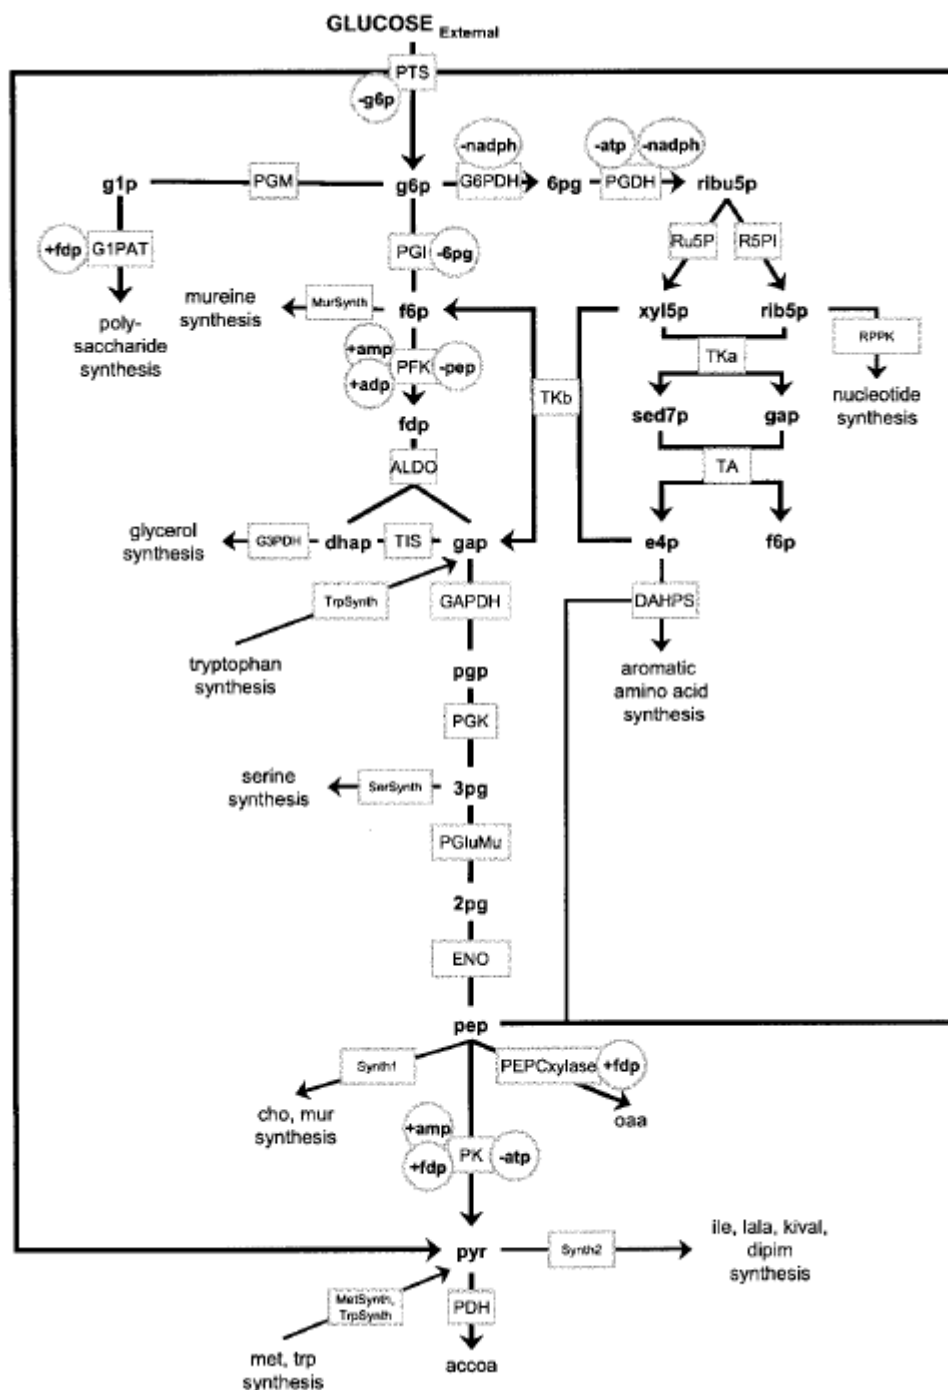 GLUCOSE External
PTS
-g6p
-nadph
-atp
-nadph
g1p
PGM
g6p
G6PDH
6pg
PGDH
ribu5p
+fdp
G1PAT
PGI
-6pg
Ru5P
R5PI
mureine
synthesis
MurSynth
f6p
xyl5p
rib5p
poly-
saccharide
synthesis
+amp
+adp
PFK
-pep
TKa
RPPK
TKb
nucleotide
synthesis
fdp
sed7p
gap
ALDO
TA
glycerol
synthesis
G3PDH
dhap
TIS
gap
e4p
f6p
TrpSynth
GAPDH
DAHPS
tryptophan
synthesis
pgp
aromatic
amino acid
synthesis
PGK
serine
synthesis
SerSynth
3pg
PGluMu
2pg
ENO
pep
Synth1
PEPCxylase
+fdp
cho, mur
synthesis
oaa
+amp
+fdp
PK
-atp
pyr
Synth2
ile, lala, kival,
dipim
synthesis
MetSynth,
TrpSynth
PDH
met, trp
synthesis
accoa